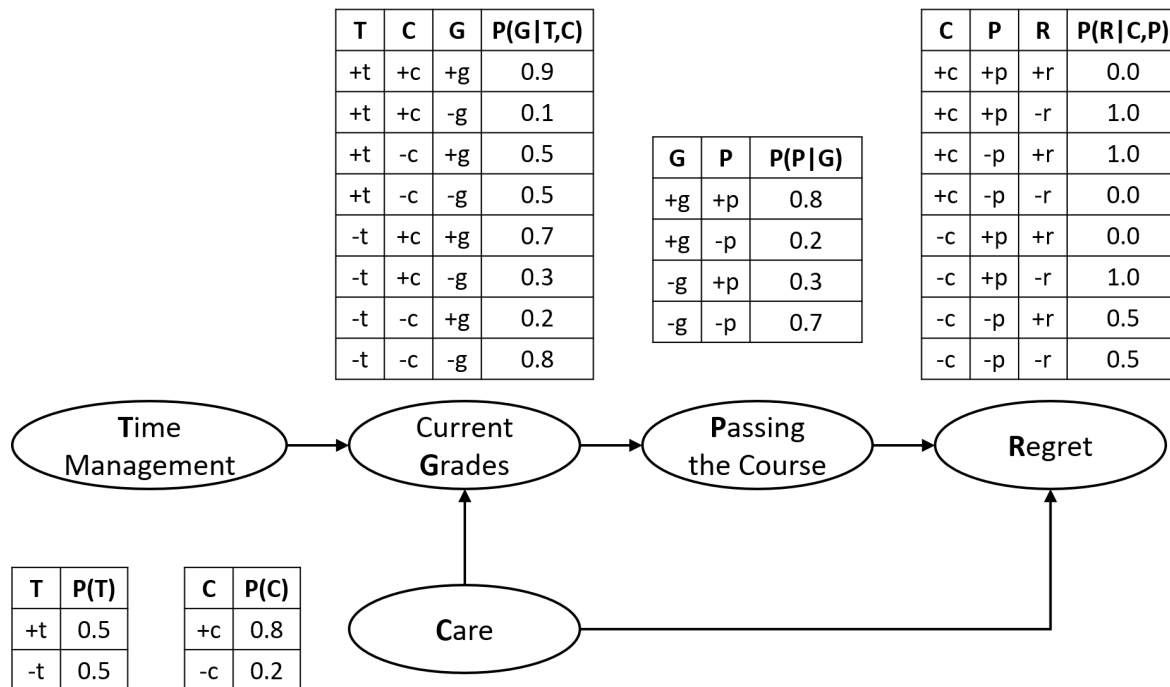 T C G P(G|T,C)
+t +c +g 0.9
+t +c -g 0.1
+t -c +g 0.5
+t -c -g 0.5
-t +c +g 0.7
-t +c -g 0.3
-t -c +g 0.2
-t -c -g 0.8
G P P(P|G)
+g +p 0.8
+g -p 0.2
-g +p 0.3
-g -p 0.7
C P R P(R|C,P)
+c +p +r 0.0
+c +p -r 1.0
+c -p +r 1.0
+c -p -r 0.0
-c +p +r 0.0
-c +p -r 1.0
-c -p +r 0.5
-c -p -r 0.5
Time
Management
Current
Grades
Passing
the Course
Regret
T P(T)
+t 0.5
-t 0.5
C P(C)
+c 0.8
-c 0.2
Care